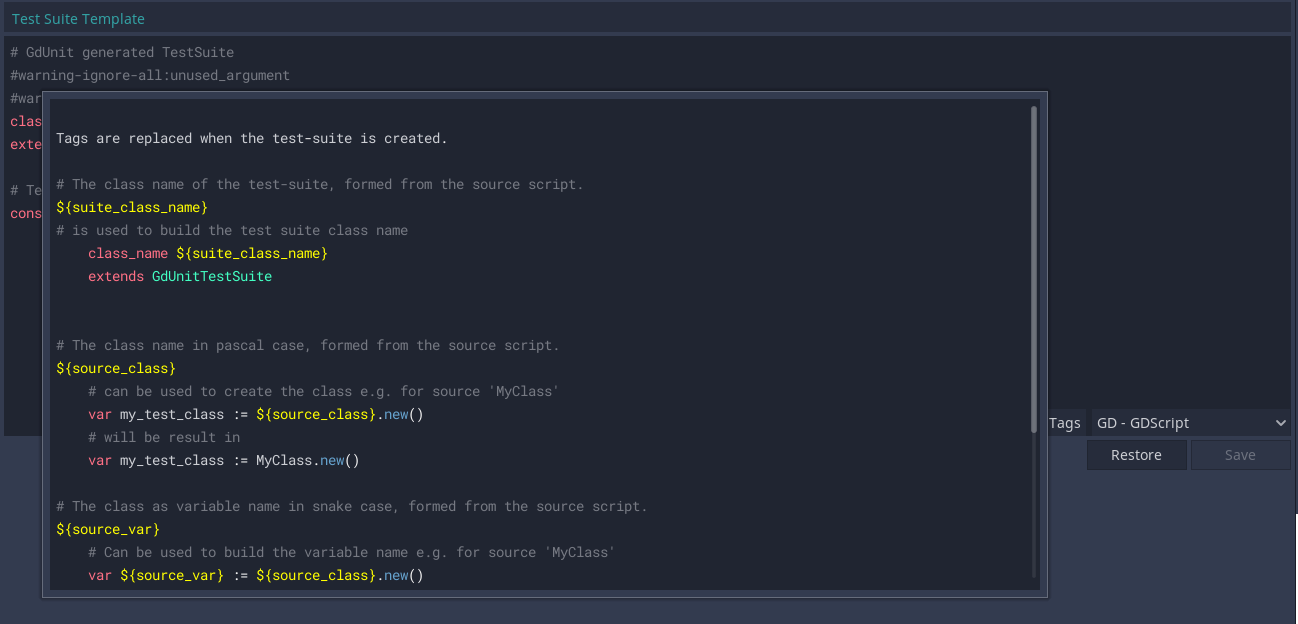 Test Suite Template
# GdUnit generated TestSuite
#warning-ignore-all:unused_argument
#war
clas
exte
# Te
cons
Tags are replaced when the test-suite is created.
# The class name of the test-suite, formed from the source script.
${suite_class_name}
# is used to build the test suite class name
class_name ${suite_class_name}
extends GdUnitTestSuite
# The class name in pascal case, formed from the source script.
${source_class}
# can be used to create the class e.g. for source 'MyClass'
var my_test_class := ${source_class}.new()
# will be result in
var my_test_class := MyClass.new()
# The class as variable name in snake case, formed from the source script.
${source_var}
# Can be used to build the variable name e.g. for source 'MyClass'
var ${source_var} := ${source_class}.new()
Tags GD - GDScript
Restore Save